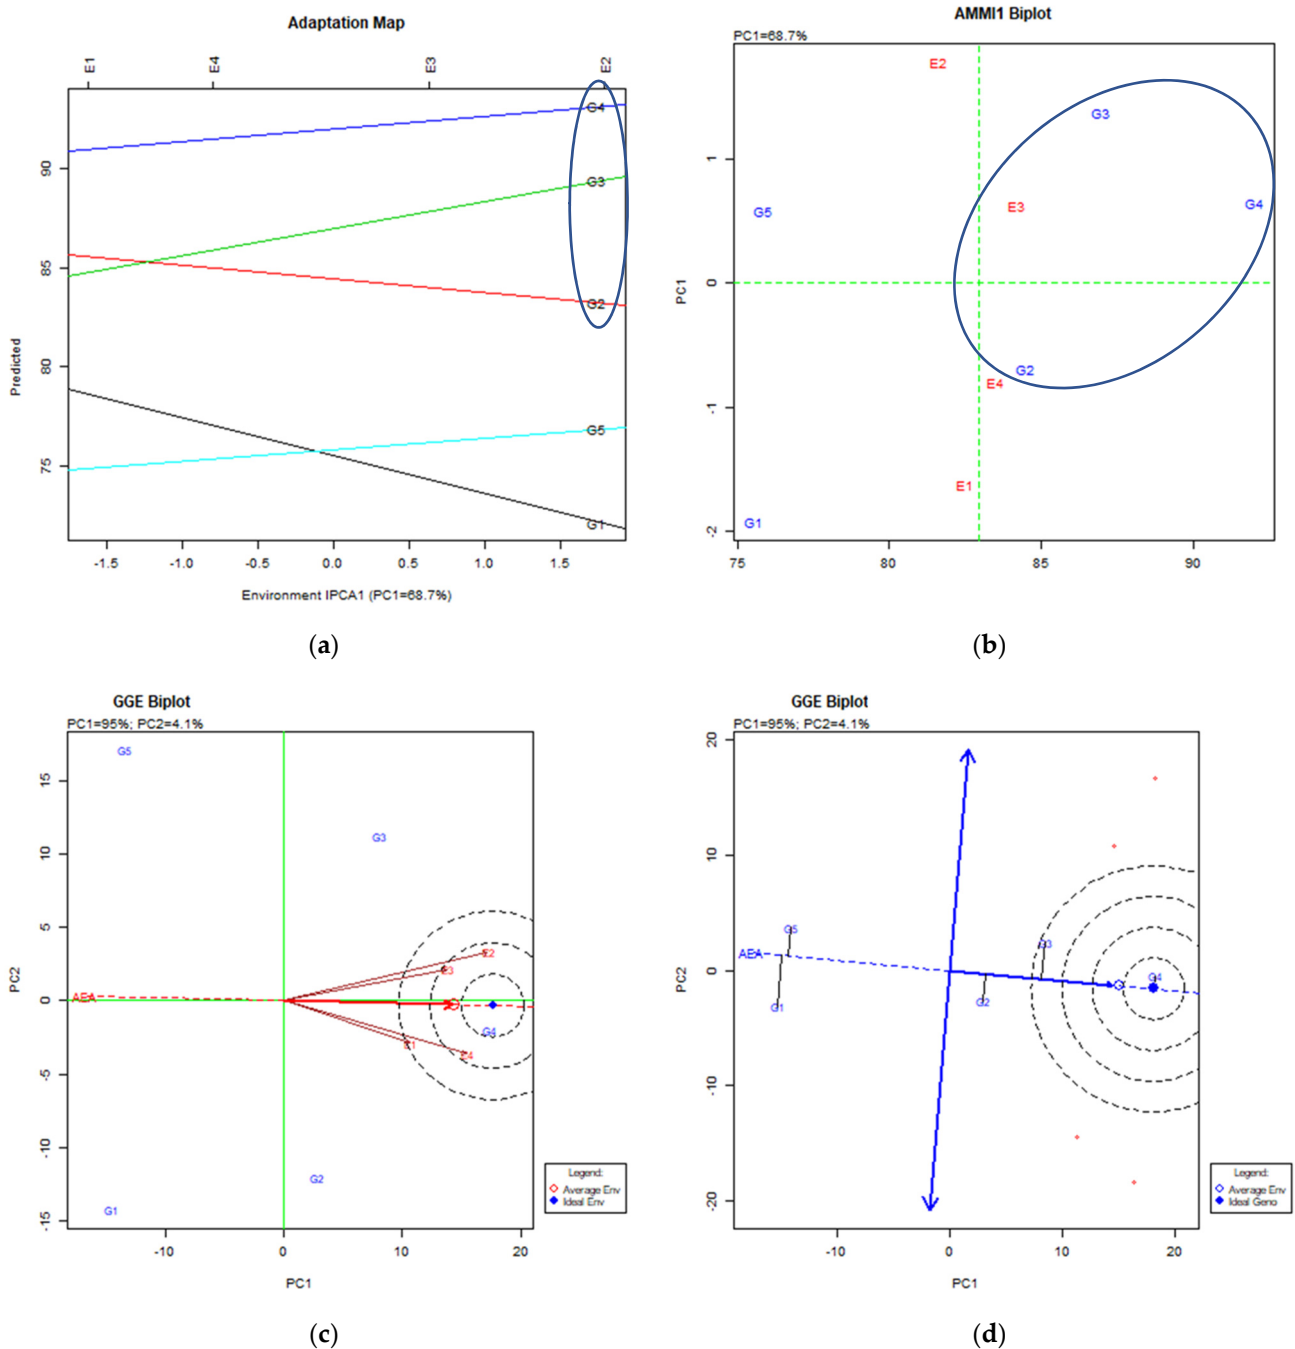 Adaptation Map
E1 E4 E3 E2
G4
G3
G2
G5
G1
90
85
80
75
Predicted
-1.5 -1.0 -0.5 0.0 0.5 1.0 1.5
Environment IPCA1 (PC1=68.7%)
(a)
AMMI1 Biplot
PC1=68.7%
E2
G3
G5
E3
G4
G2
E4
E1
G1
1
0
-1
-2
PC1
75 80 85 90
(b)
GGE Biplot
PC1=95%; PC2=4.1%
G5
G3
E2
E3
AEA
G4
E1
E4
G2
G1
15
10
5
0
-5
-10
-15
PC2
-10 0 10 20
PC1
Legend:
Average Env
Ideal Env
(c)
GGE Biplot
PC1=95%; PC2=4.1%
G5
AEA
G3
G4
G1
G2
20
10
0
-10
-20
PC2
-10 0 10 20
PC1
Legend:
Average Env
Ideal Geno
(d)